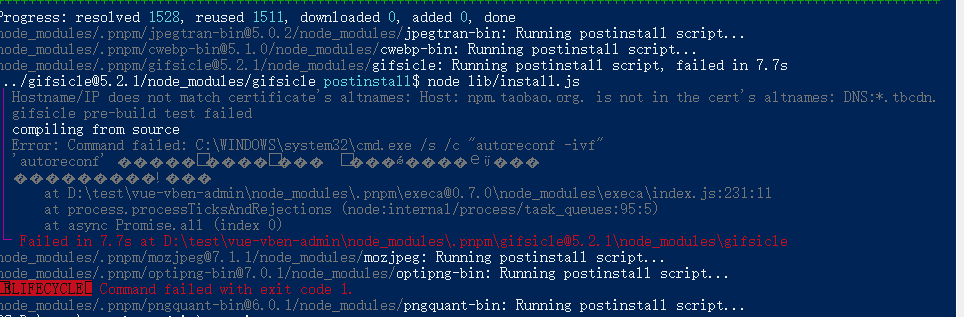 Progress: resolved 1528, reused 1511, downloaded 0, added 0, done
node_modules/.pnpm/jpegtran-bin@5.0.2/node_modules/jpegtran-bin: Running postinstall script...
node_modules/.pnpm/cwebp-bin@5.1.0/node_modules/cwebp-bin: Running postinstall script...
node_modules/.pnpm/gifsicle@5.2.1/node_modules/gifsicle: Running postinstall script, failed in 7.7s
../gifsicle@5.2.1/node_modules/gifsicle postinstall$ node lib/install.js
Hostname/IP does not match certificate's altnames: Host: npm.taobao.org. is not in the cert's altnames: DNS:*.tbcdn.
gifsicle pre-build test failed
compiling from source
Error: Command failed: C:\WINDOWS\system32\cmd.exe /s /c "autoreconf -ivf"
'autoreconf'
at D:\test\vue-vben-admin\node_modules\.pnpm\execa@0.7.0\node_modules\execa\index.js:231:11
at process.processTicksAndRejections (node:internal/process/task_queues:95:5)
at async Promise.all (index 0)
Failed in 7.7s at D:\test\vue-vben-admin\node_modules\.pnpm\gifsicle@5.2.1\node_modules\gifsicle
node_modules/.pnpm/mozjpeg@7.1.1/node_modules/mozjpeg: Running postinstall script...
node_modules/.pnpm/optipng-bin@7.0.1/node_modules/optipng-bin: Running postinstall script...
ELIFECYCLE Command failed with exit code 1.
node_modules/.pnpm/pngquant-bin@6.0.1/node_modules/pngquant-bin: Running postinstall script...